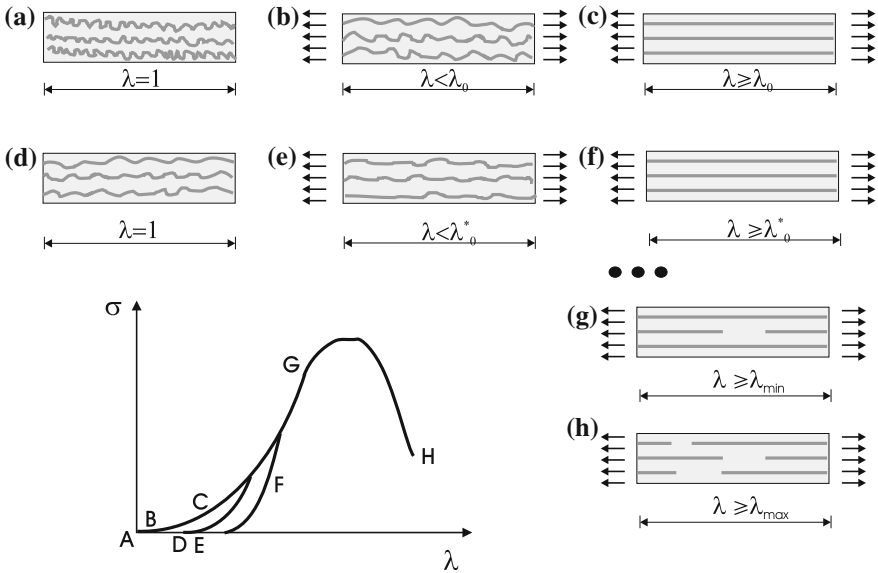 (a) (b) (c)
λ=1 λ<λ₀ λ⩾λ₀
(d) (e) (f)
λ=1 λ<λ*₀ λ ⩾λ*₀
σ
(g)
G
λ ⩾λmin
(h)
H
F
C
B
A
D E
λ
λ ⩾λmax